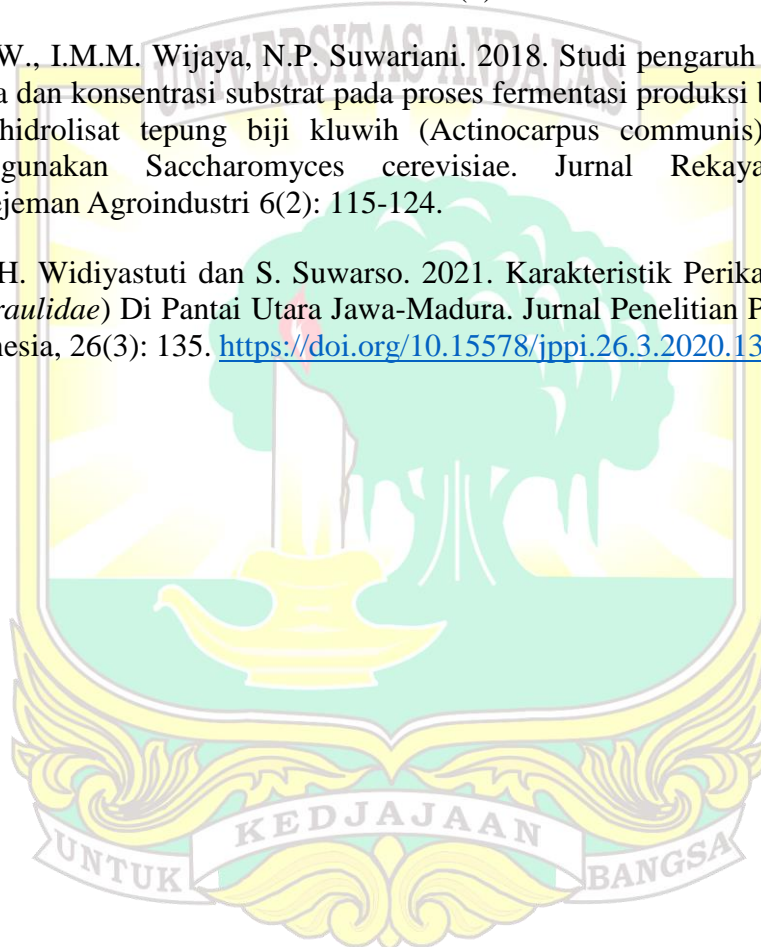 UNIVERSITAS ANDALAS
W., I.M.M. Wijaya, N.P. Suwariani. 2018. Studi pengaruh
dan konsentrasi substrat pada proses fermentasi produksi
hidrolisat tepung biji kluwih (Actinocarpus communis)
gunakan Saccharomyces cerevisiae. Jurnal Rekaya
ejeman Agroindustri 6(2): 115-124.
H. Widiyastuti dan S. Suwarso. 2021. Karakteristik Perika
raulidae) Di Pantai Utara Jawa-Madura. Jurnal Penelitian P
nesia, 26(3): 135. https://doi.org/10.15578/jppi.26.3.2020.13
UNTUK KEDJAJAAN BANGSA